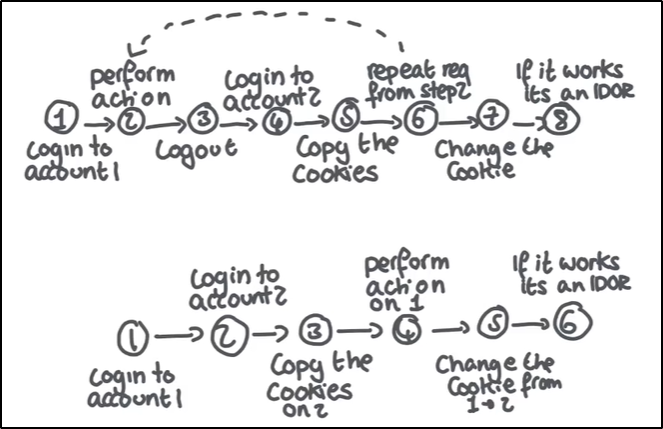 perform
action
Login to
account2
repeat req
from step2
If it works
its an IDOR
1
2
3
4
5
6
7
8
Login to
account1
Logout
Copy the
Cookies
Change the
Cookie
Login to
account2
perform
action
on 1
If it works
its an IDOR
1
2
3
4
5
6
Login to
account1
Copy the
Cookies
on 2
Change the
Cookie from
1→2